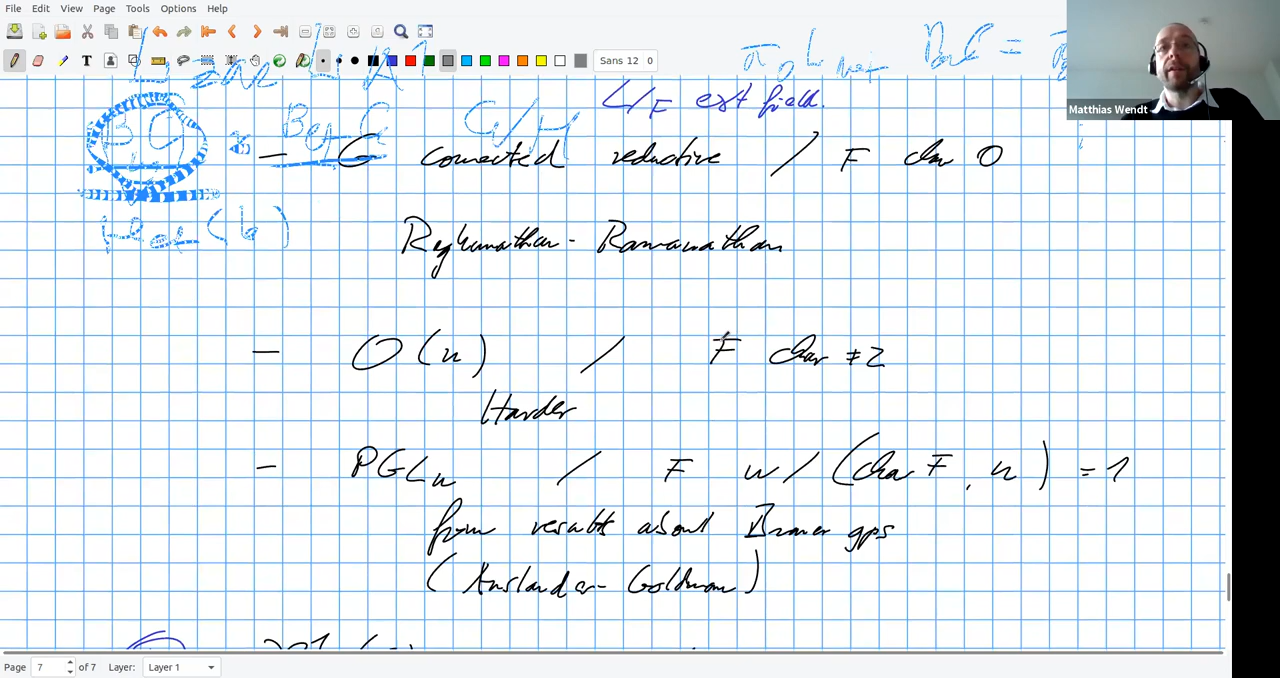 File Edit View Page Tools Options Help
Sans 12 0
Matthias Wendt
L/F ext field.
B G Bét G G/H
- G connected reductive / F char 0
Raghunathan - Ramanathan
- O(n) / F char ≠2
Harder
- PGLn / F w/ (char F, n) = 1
from results about Brauer gps
(Auslander - Goldman)
Page 7 of 7 Layer: Layer 1